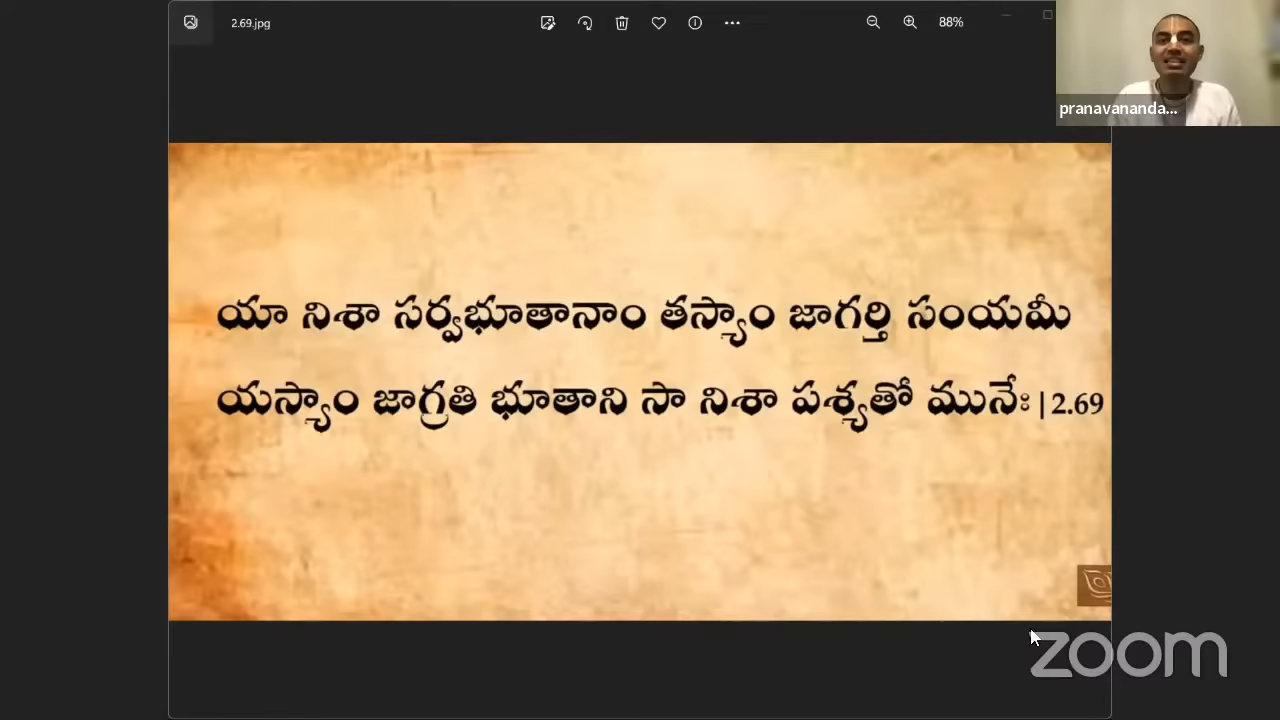 2.69.jpg
88%
pranavananda...
యా నిశా సర్వభూతానాం తస్యాం జాగర్తి సంయమీ
యస్యాం జాగ్రతి భూతాని సా నిశా పశ్యతో మునేః |2.69
zoom